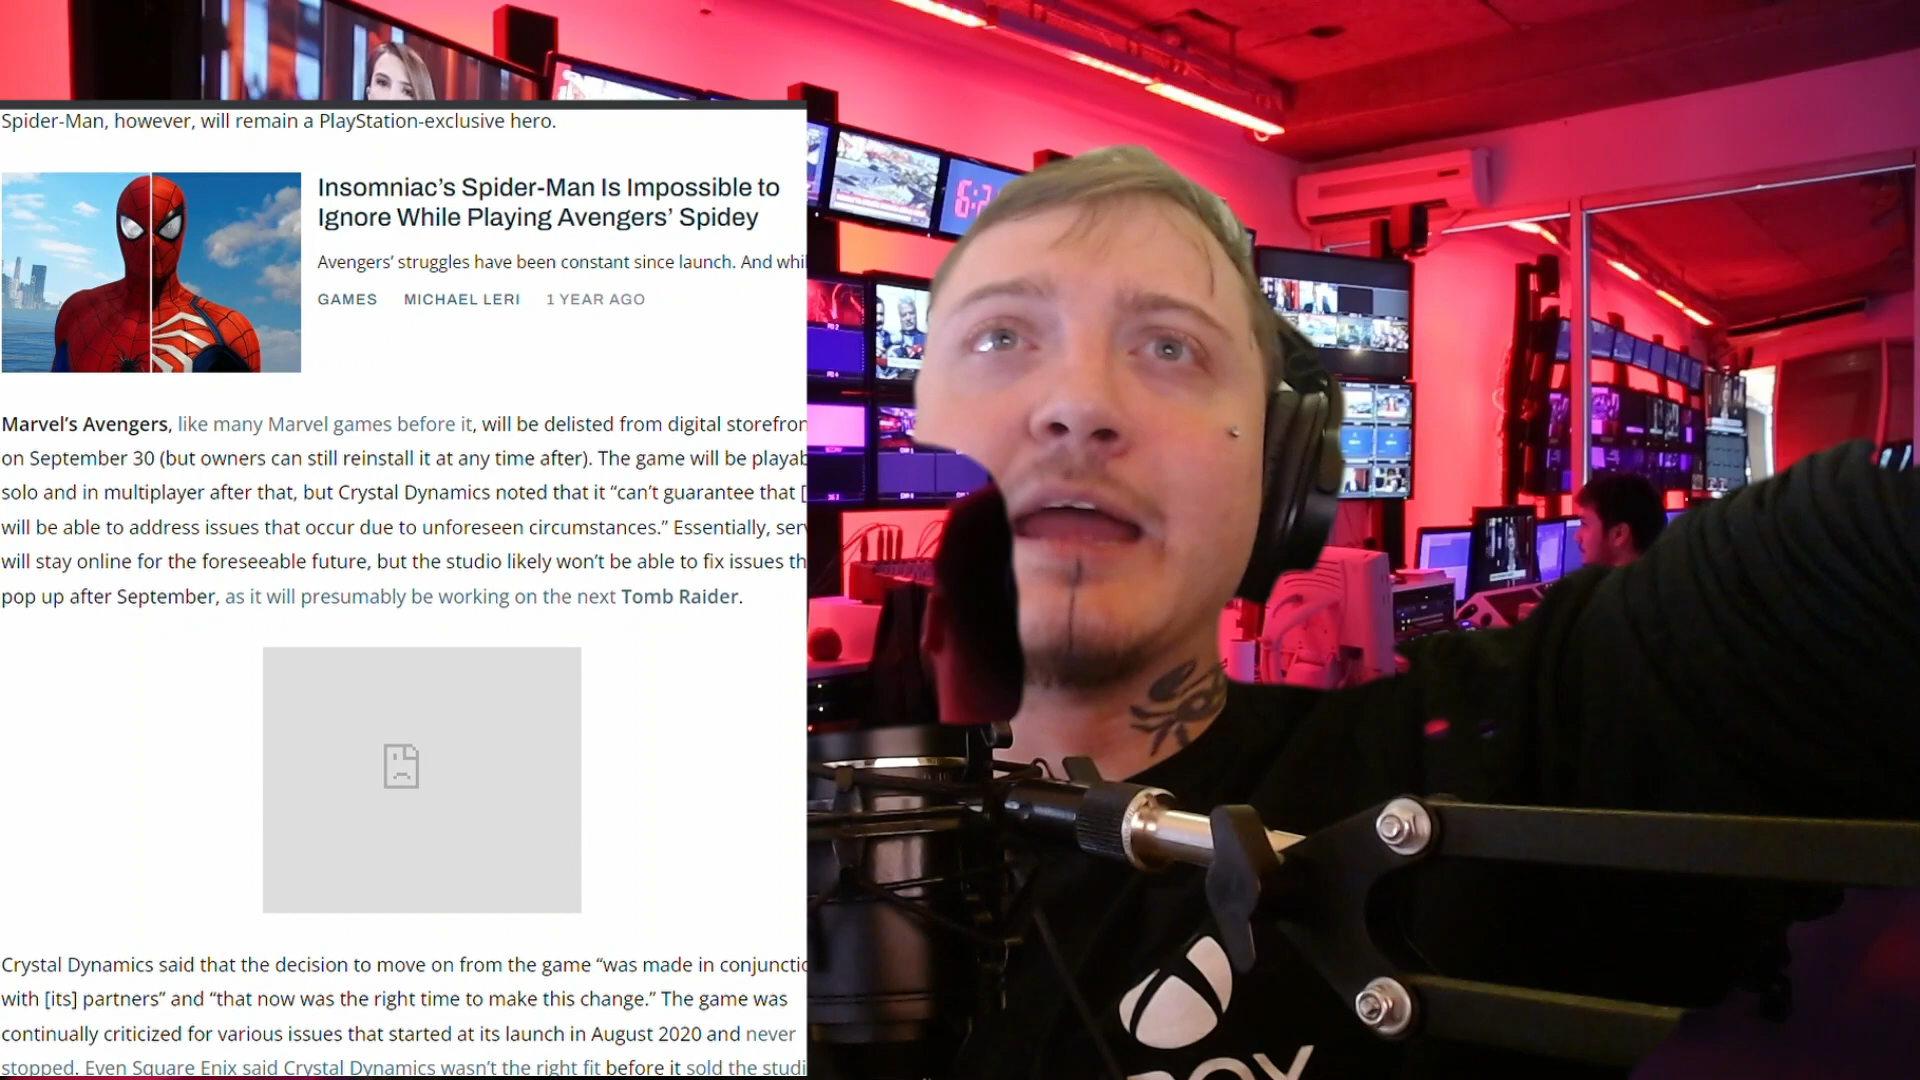 Spider-Man, however, will remain a PlayStation-exclusive hero.
Insomniac’s Spider-Man Is Impossible to
Ignore While Playing Avengers’ Spidey
Avengers’ struggles have been constant since launch. And
GAMES MICHAEL LERI 1 YEAR AGO
Marvel’s Avengers, like many Marvel games before it, will be delisted from digital
on September 30 (but owners can still reinstall it at any time after). The game will be
solo and in multiplayer after that, but Crystal Dynamics noted that it “can’t guarantee that [
will be able to address issues that occur due to unforeseen circumstances.” Essentially,
will stay online for the foreseeable future, but the studio likely won’t be able to fix issues
pop up after September, as it will presumably be working on the next Tomb Raider.
Crystal Dynamics said that the decision to move on from the game “was made in
with [its] partners” and “that now was the right time to make this change.” The game was
continually criticized for various issues that started at its launch in August 2020 and never
stopped. Even Square Enix said Crystal Dynamics wasn’t the right fit before it sold the